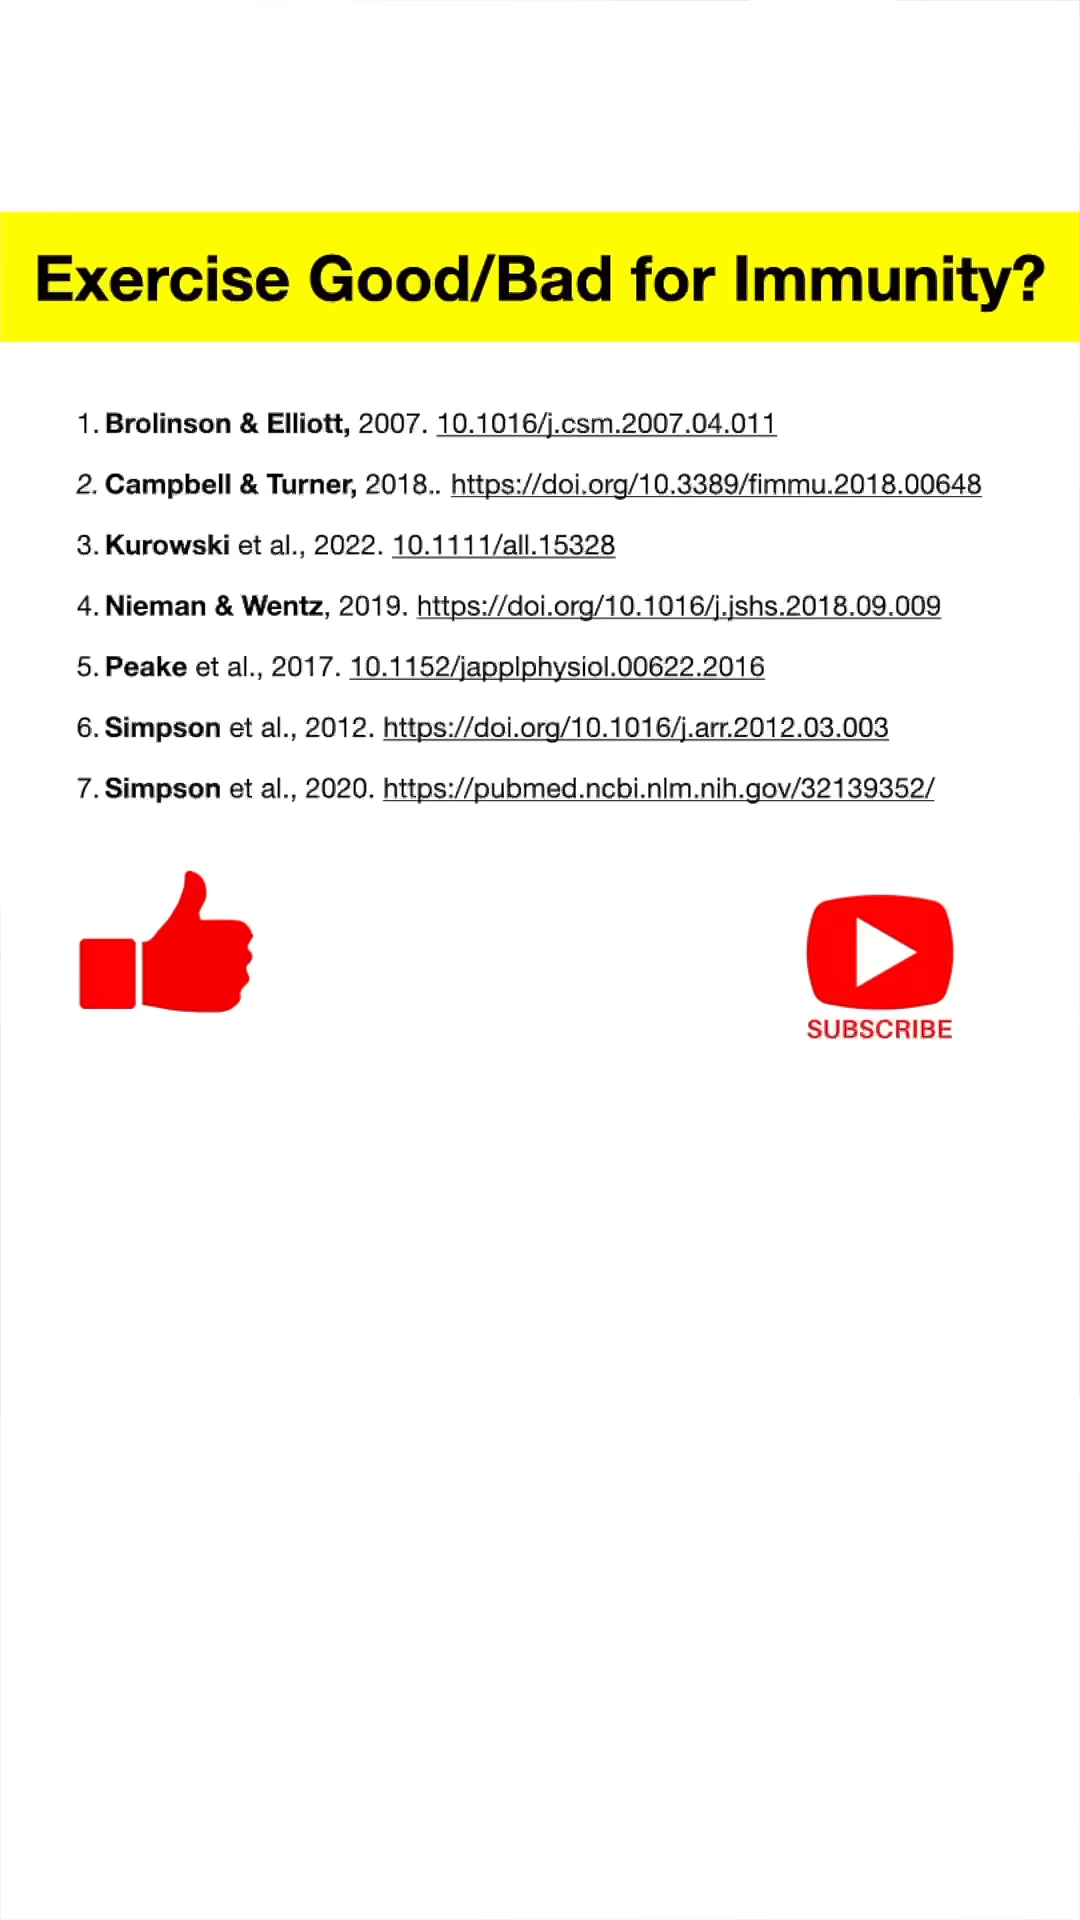 Exercise Good/Bad for Immunity?
1. Brolinson & Elliott, 2007. 10.1016/j.csm.2007.04.011
2. Campbell & Turner, 2018.. https://doi.org/10.3389/fimmu.2018.00648
3. Kurowski et al., 2022. 10.1111/all.15328
4. Nieman & Wentz, 2019. https://doi.org/10.1016/j.jshs.2018.09.009
5. Peake et al., 2017. 10.1152/japplphysiol.00622.2016
6. Simpson et al., 2012. https://doi.org/10.1016/j.arr.2012.03.003
7. Simpson et al., 2020. https://pubmed.ncbi.nlm.nih.gov/32139352/
SUBSCRIBE